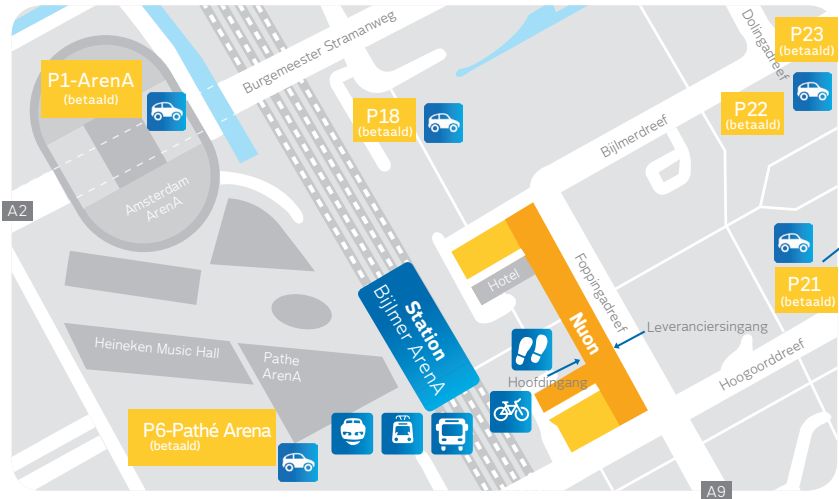 Burgemeester Stramanweg
Dolingadreef
P23
(betaald)
P1-ArenA
(betaald)
P18
(betaald)
P22
(betaald)
Bijlmerdreef
Amsterdam
ArenA
A2
Foppingadreef
Hotel
P21
(betaald)
Station
Bijlmer ArenA
Nuon
Leveranciersingang
Heineken Music Hall
Pathe
ArenA
Hoofdingang
Hoogoorddreef
P6-Pathé Arena
(betaald)
A9